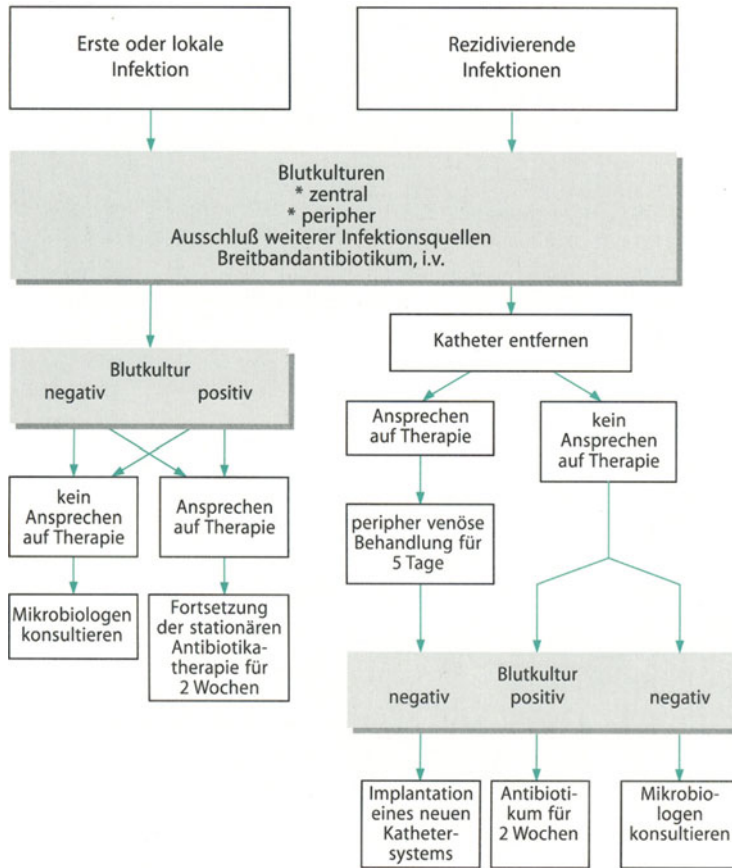 Erste oder lokale
Infektion
Rezidivierende
Infektionen
Blutkulturen
* zentral
* peripher
Ausschluß weiterer Infektionsquellen
Breitbandantibiotikum, i.v.
Katheter entfernen
Blutkultur
negativ positiv
Ansprechen
auf Therapie
kein
Ansprechen
auf Therapie
kein
Ansprechen
auf Therapie
Ansprechen
auf Therapie
peripher venöse
Behandlung für
5 Tage
Mikrobiologen
konsultieren
Fortsetzung
der stationären
Antibiotika-
therapie für
2 Wochen
Blutkultur
negativ positiv negativ
Implantation
eines neuen
Katheter-
systems
Antibioti-
kum für
2 Wochen
Mikrobio-
logen
konsultieren